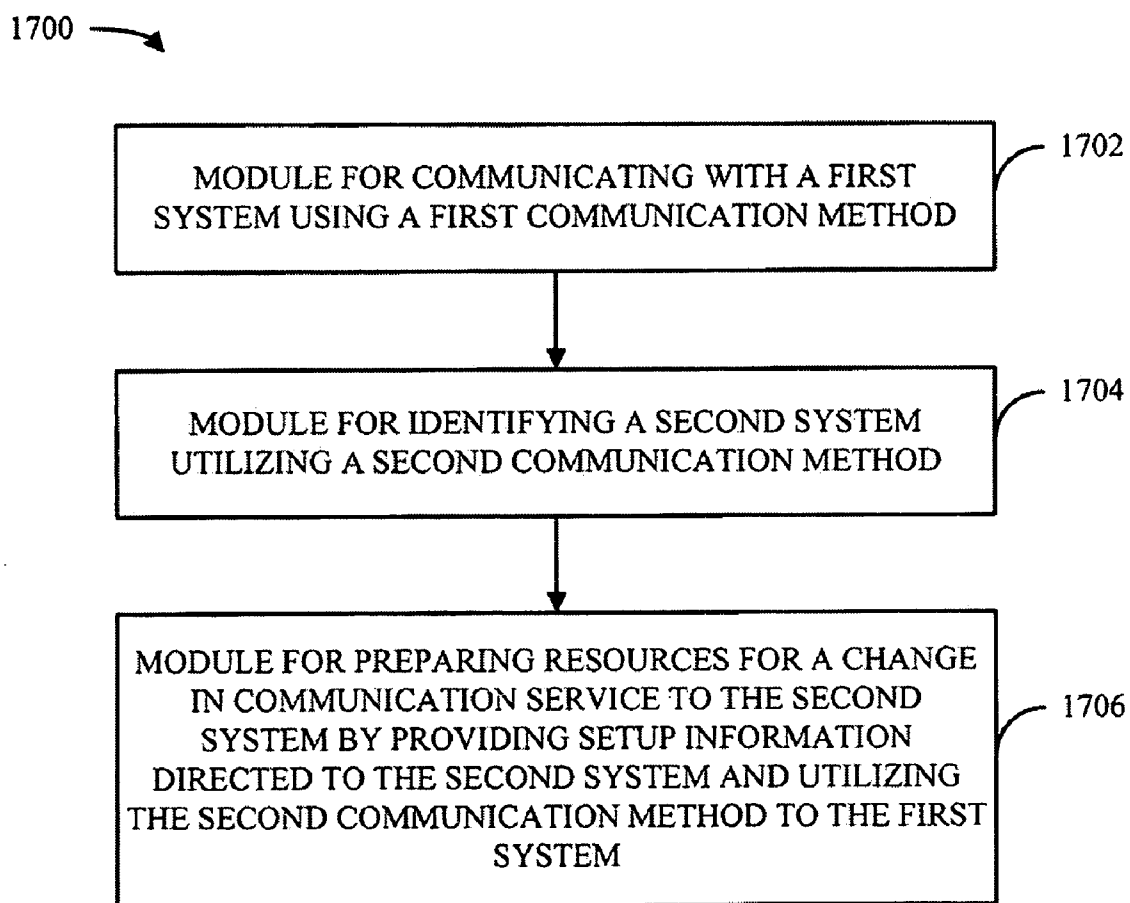 1700
1702
MODULE FOR COMMUNICATING WITH A FIRST
SYSTEM USING A FIRST COMMUNICATION METHOD
1704
MODULE FOR IDENTIFYING A SECOND SYSTEM
UTILIZING A SECOND COMMUNICATION METHOD
MODULE FOR PREPARING RESOURCES FOR A CHANGE
IN COMMUNICATION SERVICE TO THE SECOND
1706
SYSTEM BY PROVIDING SETUP INFORMATION
DIRECTED TO THE SECOND SYSTEM AND UTILIZING
THE SECOND COMMUNICATION METHOD TO THE FIRST
SYSTEM